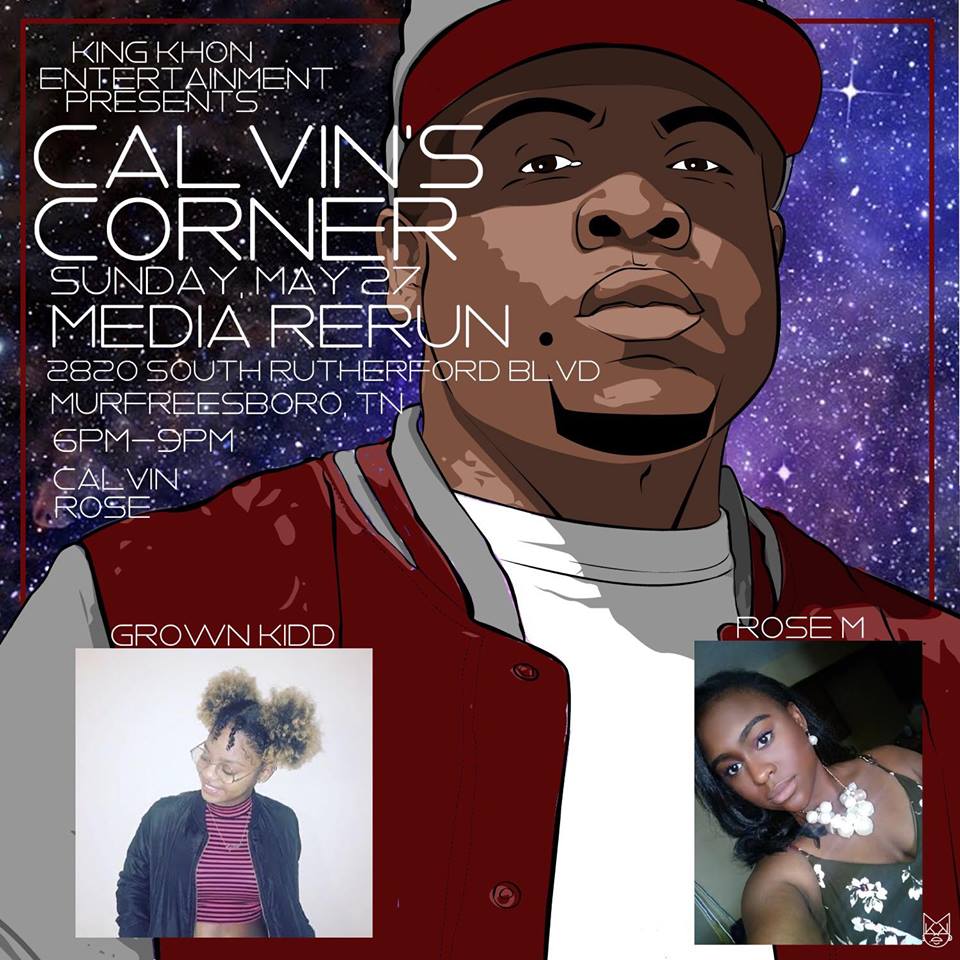 KING KHON
ENTERTAINMENT
PRESENTS
CALVIN'S
CORNER
SUNDAY, MAY 27
MEDIA RERUN
2820 SOUTH RUTHERFORD BLVD
MURFREESBORO, TN
6PM-9PM
CALVIN
ROSE
GROWN KIDD
ROSE M